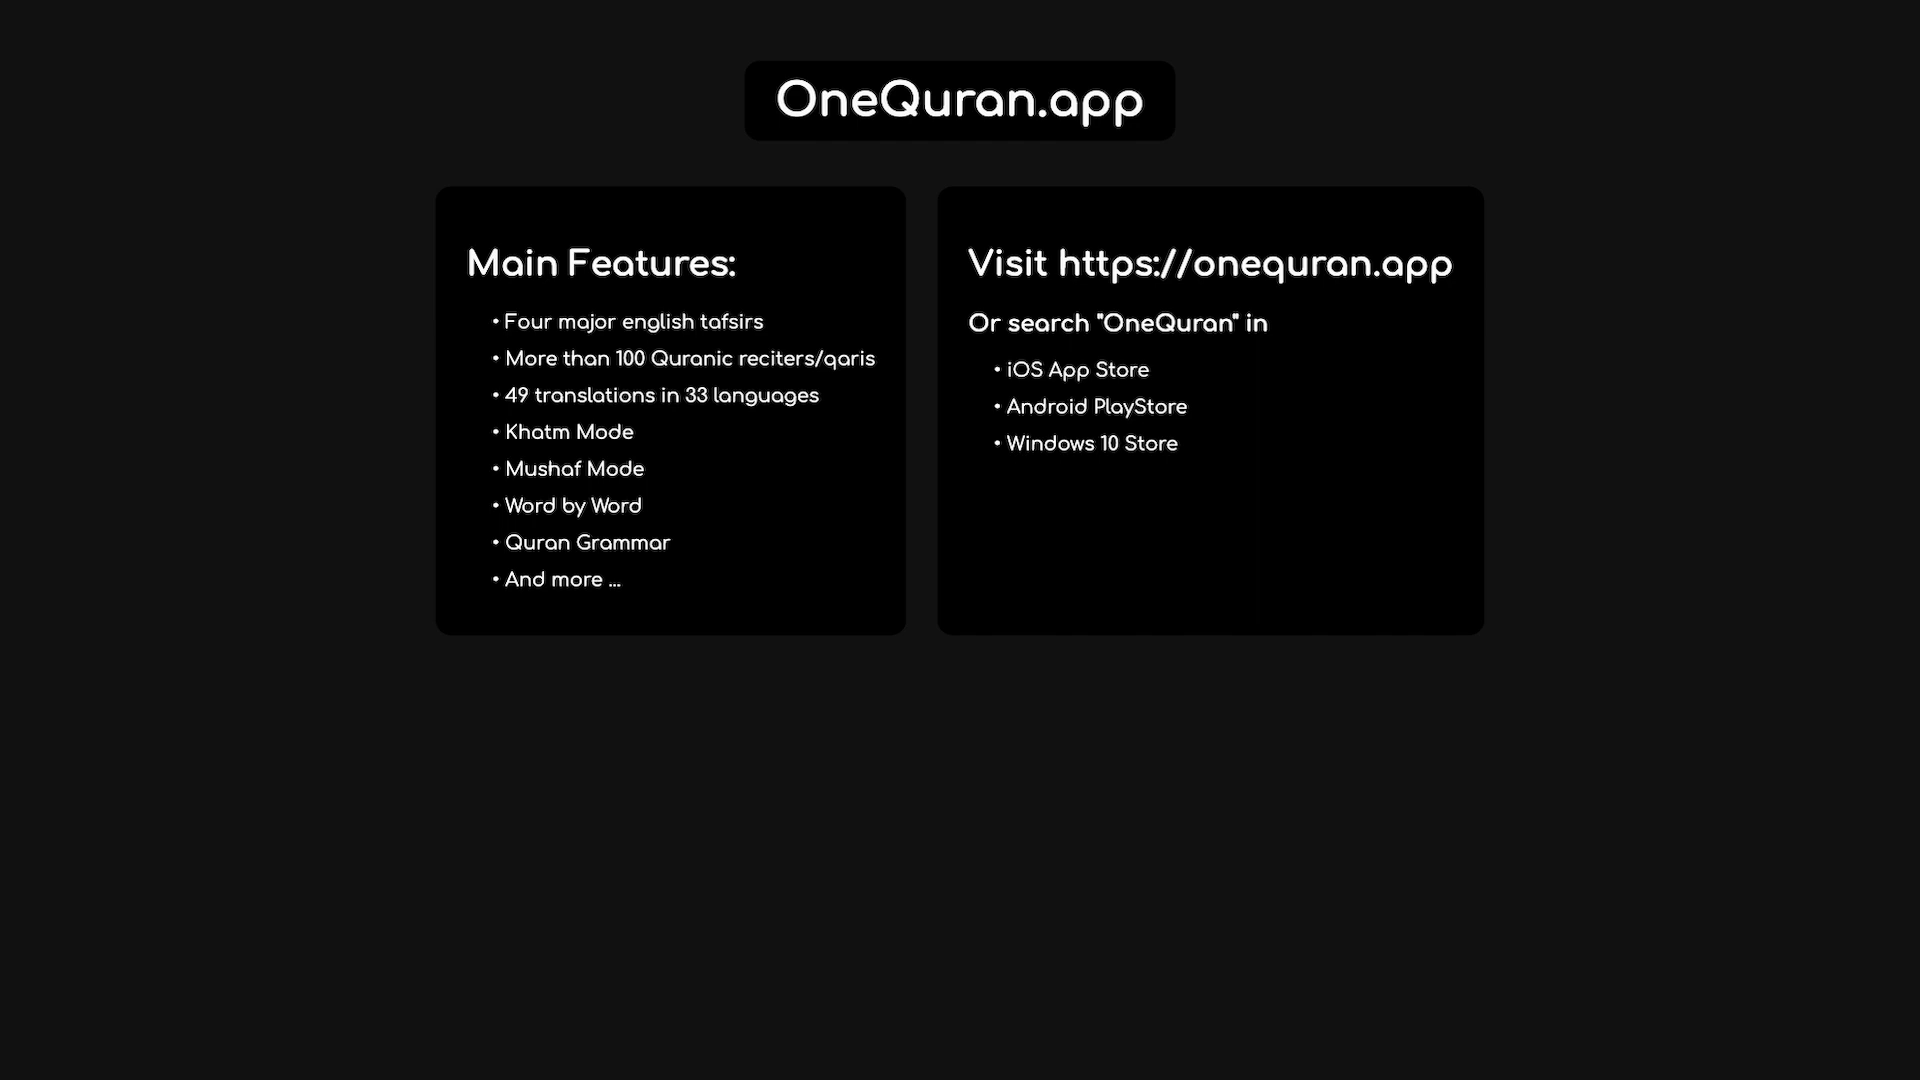 OneQuran.app
Main Features:
• Four major english tafsirs
• More than 100 Quranic reciters/qaris
• 49 translations in 33 languages
• Khatm Mode
• Mushaf Mode
• Word by Word
• Quran Grammar
• And more ...
Visit https://onequran.app
Or search "OneQuran" in
• iOS App Store
• Android PlayStore
• Windows 10 Store